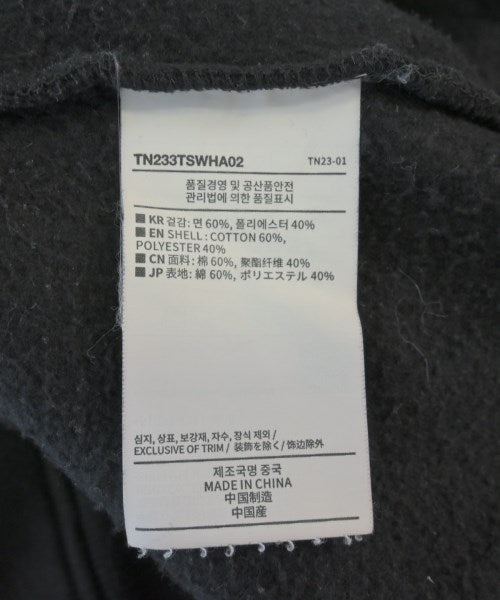 TN233TSWHA02 TN23-01
품질경영 및 공산품안전
관리법에 의한 품질표시
KR 겉감: 면 60%, 폴리에스터 40%
EN SHELL : COTTON 60%,
POLYESTER 40%
CN 面料: 棉 60%, 聚酯纤维 40%
JP 表地: 綿 60%, ポリエステル 40%
심지, 상표, 보강재, 자수, 장식 제외 /
EXCLUSIVE OF TRIM / 装飾を除く/ 饰边除外
제조국명 중국
MADE IN CHINA
中国制造
中国産